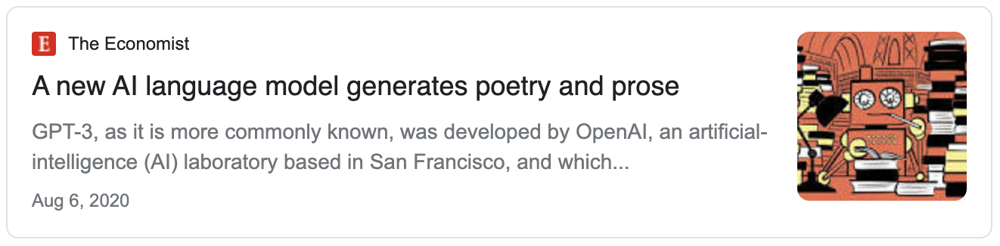 E
The Economist
A new AI language model generates poetry and prose
GPT-3, as it is more commonly known, was developed by OpenAI, an artificial-
intelligence (AI) laboratory based in San Francisco, and which...
Aug 6, 2020